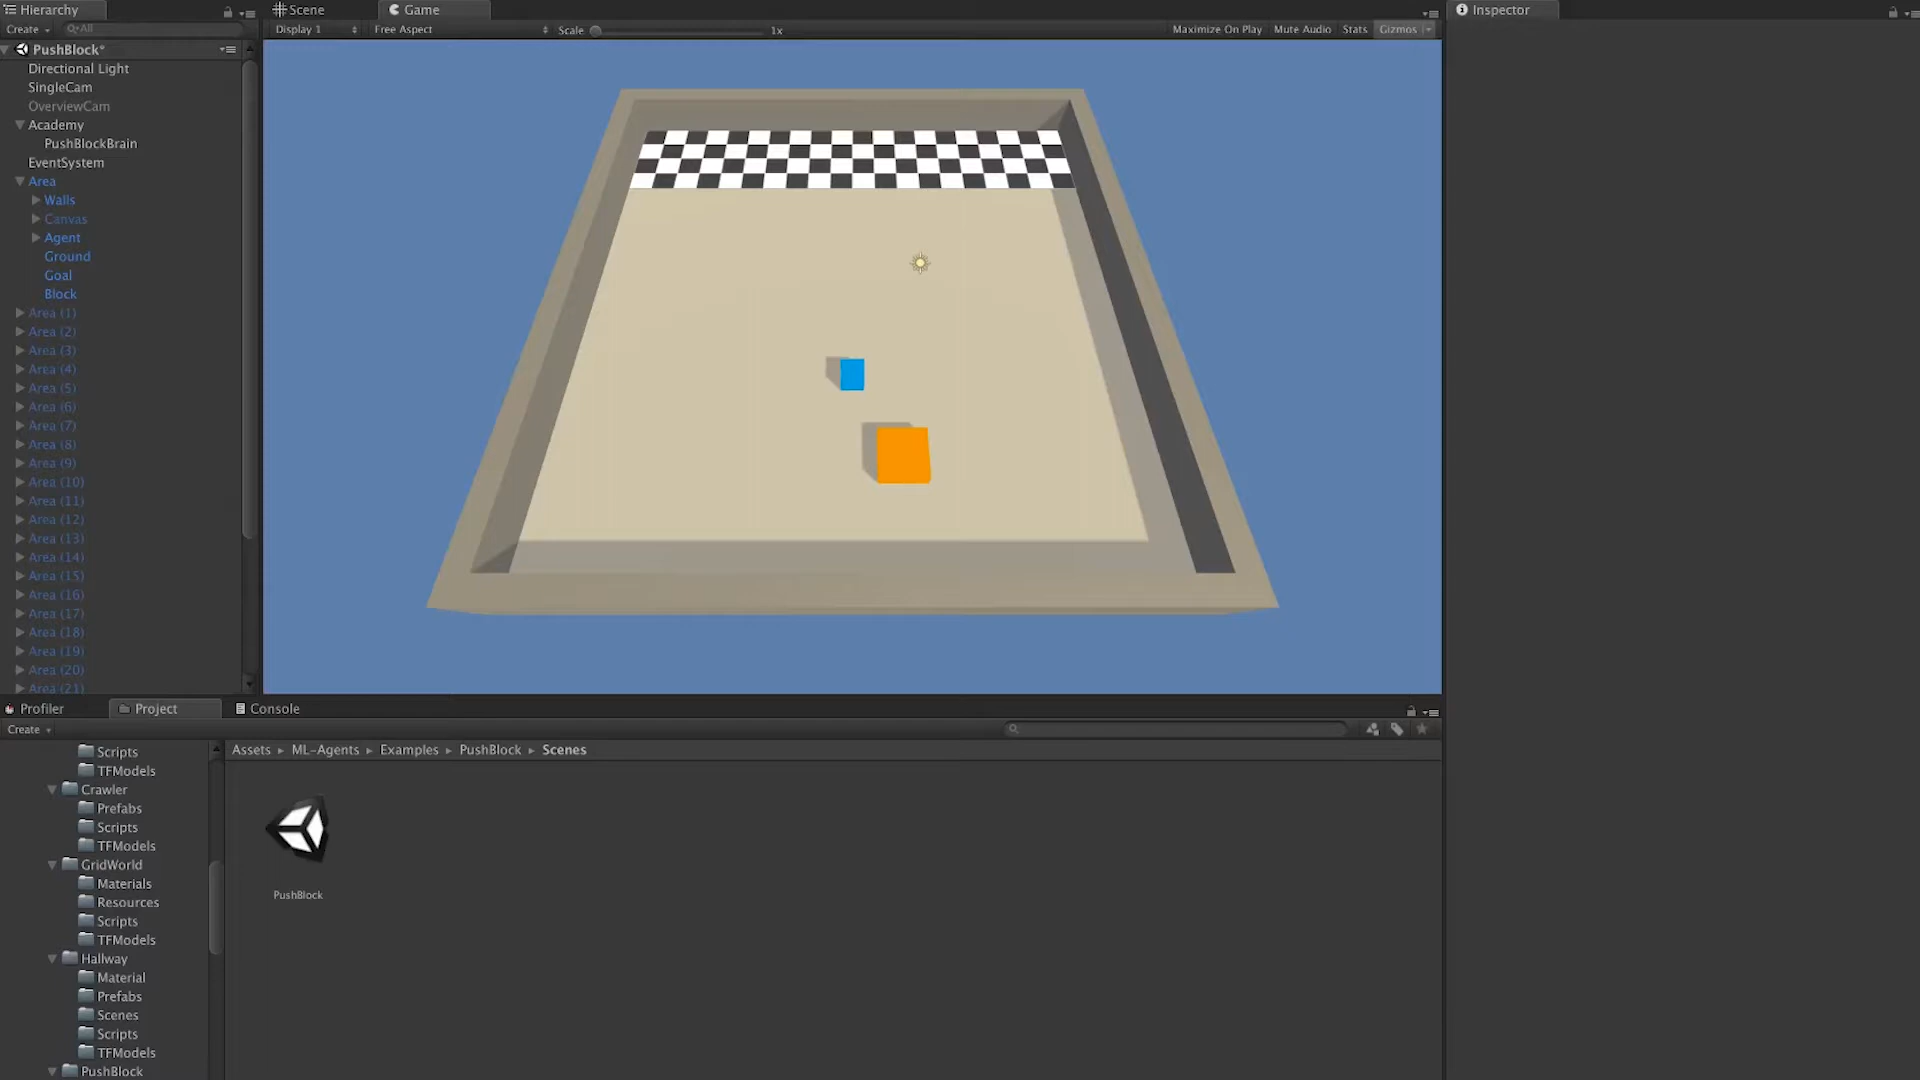 Hierarchy
Create
All
PushBlock*
Directional Light
SingleCam
OverviewCam
Academy
PushBlockBrain
EventSystem
Area
Walls
Canvas
Agent
Ground
Goal
Block
Area (1)
Area (2)
Area (3)
Area (4)
Area (5)
Area (6)
Area (7)
Area (8)
Area (9)
Area (10)
Area (11)
Area (12)
Area (13)
Area (14)
Area (15)
Area (16)
Area (17)
Area (18)
Area (19)
Area (20)
Area (21)
Scene Game
Display 1 Free Aspect Scale 1x Maximize On Play Mute Audio Stats Gizmos
Inspector
Profiler Project Console
Create
Scripts
TFModels
Crawler
Prefabs
Scripts
TFModels
GridWorld
Materials
Resources
Scripts
TFModels
Hallway
Material
Prefabs
Scenes
Scripts
TFModels
PushBlock
Assets ▸ ML-Agents ▸ Examples ▸ PushBlock ▸ Scenes
PushBlock